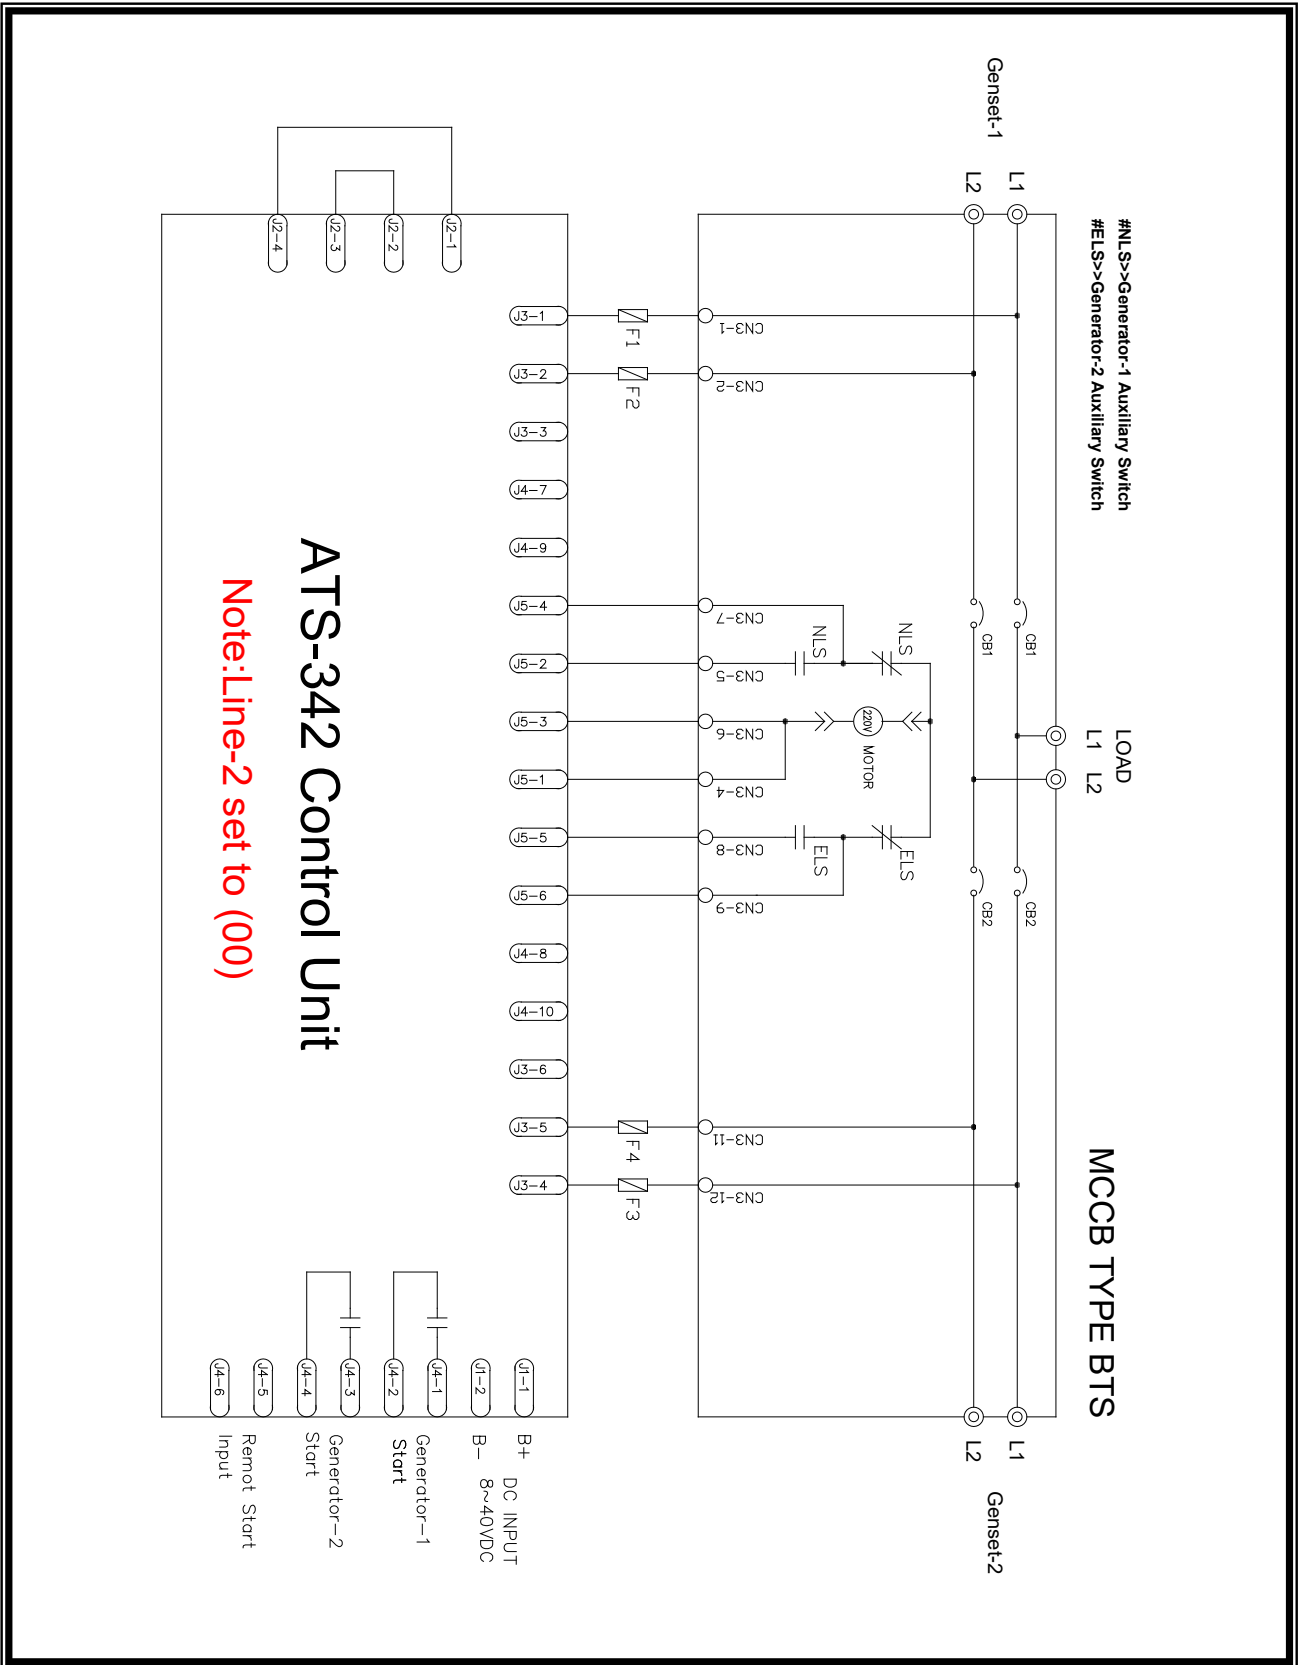 MCCB TYPE BTS
#NLS>>Generator-1 Auxiliary Switch
#ELS>>Generator-2 Auxiliary Switch
LOAD
L1 L2
Genset-1
L1
L2
CB1
CB1
CB2
CB2
L1
L2
Genset-2
NLS
NLS
220V
MOTOR
ELS
ELS
CN3-1
CN3-2
CN3-7
CN3-5
CN3-6
CN3-4
CN3-8
CN3-9
CN3-11
CN3-12
F1
F2
F4
F3
J3-1
J3-2
J3-3
J4-7
J4-9
J5-4
J5-2
J5-3
J5-1
J5-5
J5-6
J4-8
J4-10
J3-6
J3-5
J3-4
J2-1
J2-2
J2-3
J2-4
ATS-342 Control Unit
Note:Line-2 set to (00)
J1-1
J1-2
J4-1
J4-2
J4-3
J4-4
J4-5
J4-6
B+ DC INPUT
B- 8~40VDC
Generator-1
Start
Generator-2
Start
Remot Start
Input